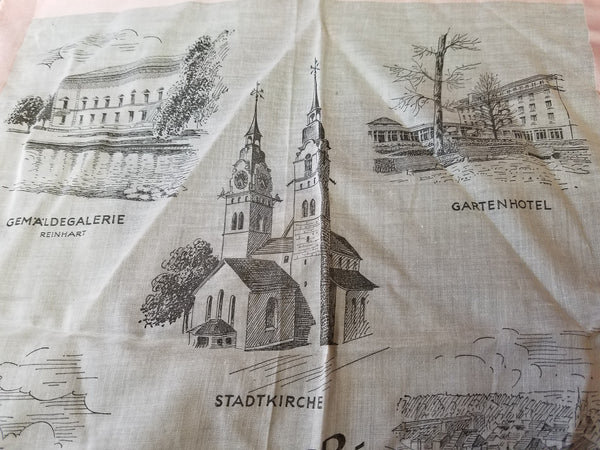 GEMÄLDEGALERIE
REINHART
GARTENHOTEL
STADTKIRCHE